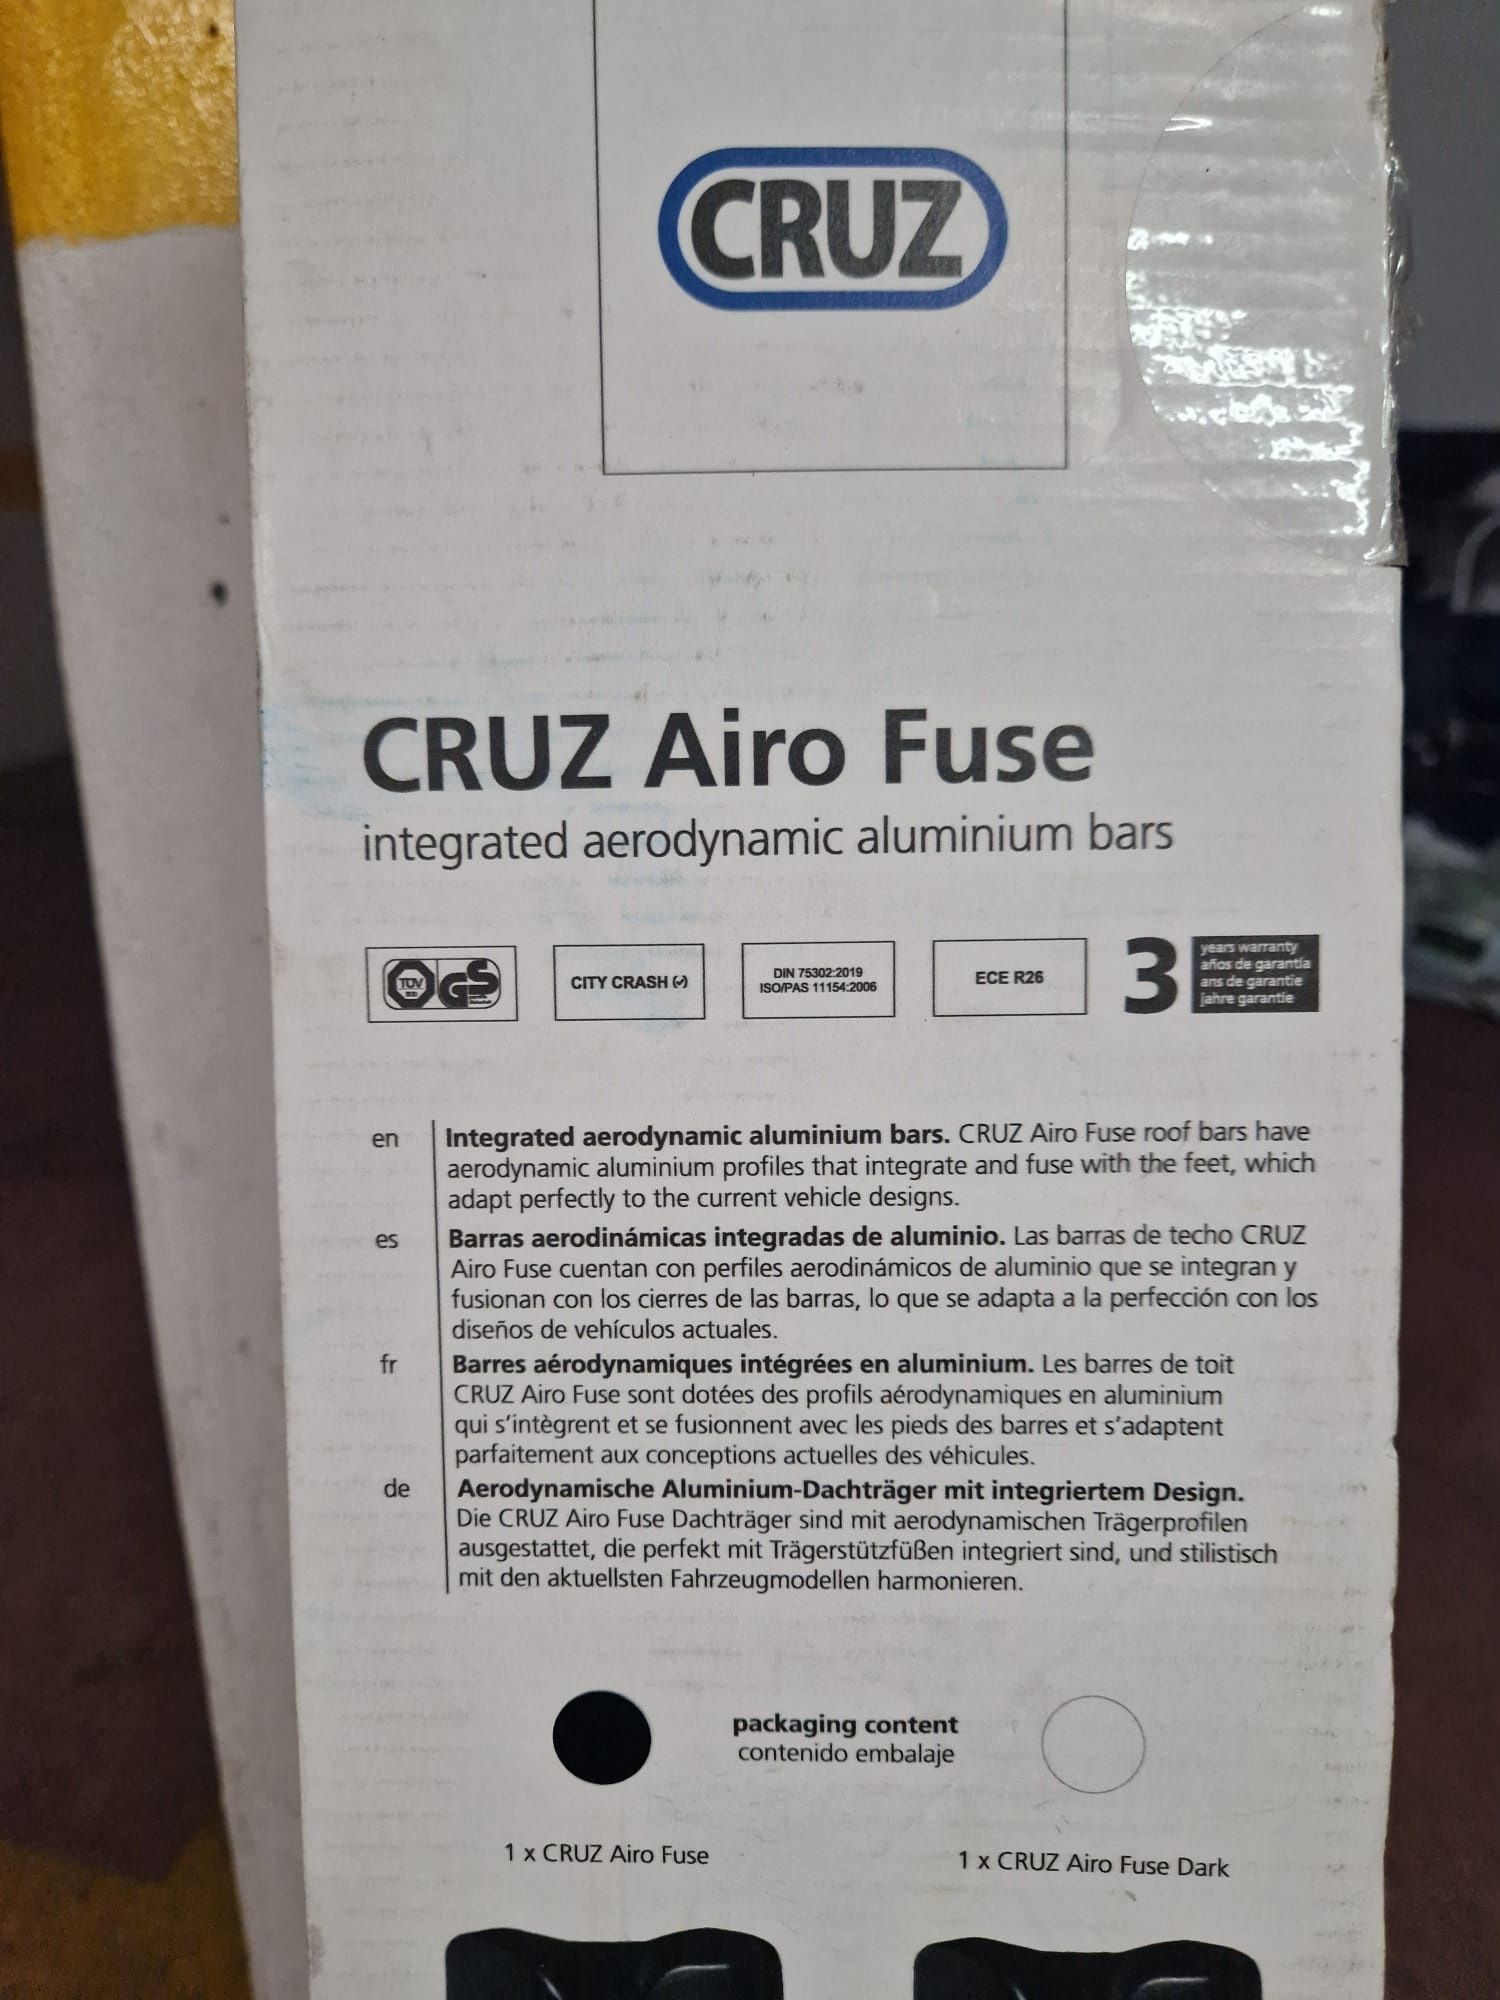 CRUZ
CRUZ Airo Fuse
integrated aerodynamic aluminium bars
TÜV GS
CITY CRASH
DIN 75302:2019
ISO/PAS 11154:2006
ECE R26
3
years warranty
años de garantía
ans de garantie
jahre garantie
en
Integrated aerodynamic aluminium bars. CRUZ Airo Fuse roof bars have
aerodynamic aluminium profiles that integrate and fuse with the feet, which
adapt perfectly to the current vehicle designs.
es
Barras aerodinámicas integradas de aluminio. Las barras de techo CRUZ
Airo Fuse cuentan con perfiles aerodinámicos de aluminio que se integran y
fusionan con los cierres de las barras, lo que se adapta a la perfección con los
diseños de vehículos actuales.
fr
Barres aérodynamiques intégrées en aluminium. Les barres de toit
CRUZ Airo Fuse sont dotées des profils aérodynamiques en aluminium
qui s'intègrent et se fusionnent avec les pieds des barres et s'adaptent
parfaitement aux conceptions actuelles des véhicules.
de
Aerodynamische Aluminium-Dachträger mit integriertem Design.
Die CRUZ Airo Fuse Dachträger sind mit aerodynamischen Trägerprofilen
ausgestattet, die perfekt mit Trägerstützfüßen integriert sind, und stilistisch
mit den aktuellsten Fahrzeugmodellen harmonieren.
packaging content
contenido embalaje
1 x CRUZ Airo Fuse
1 x CRUZ Airo Fuse Dark